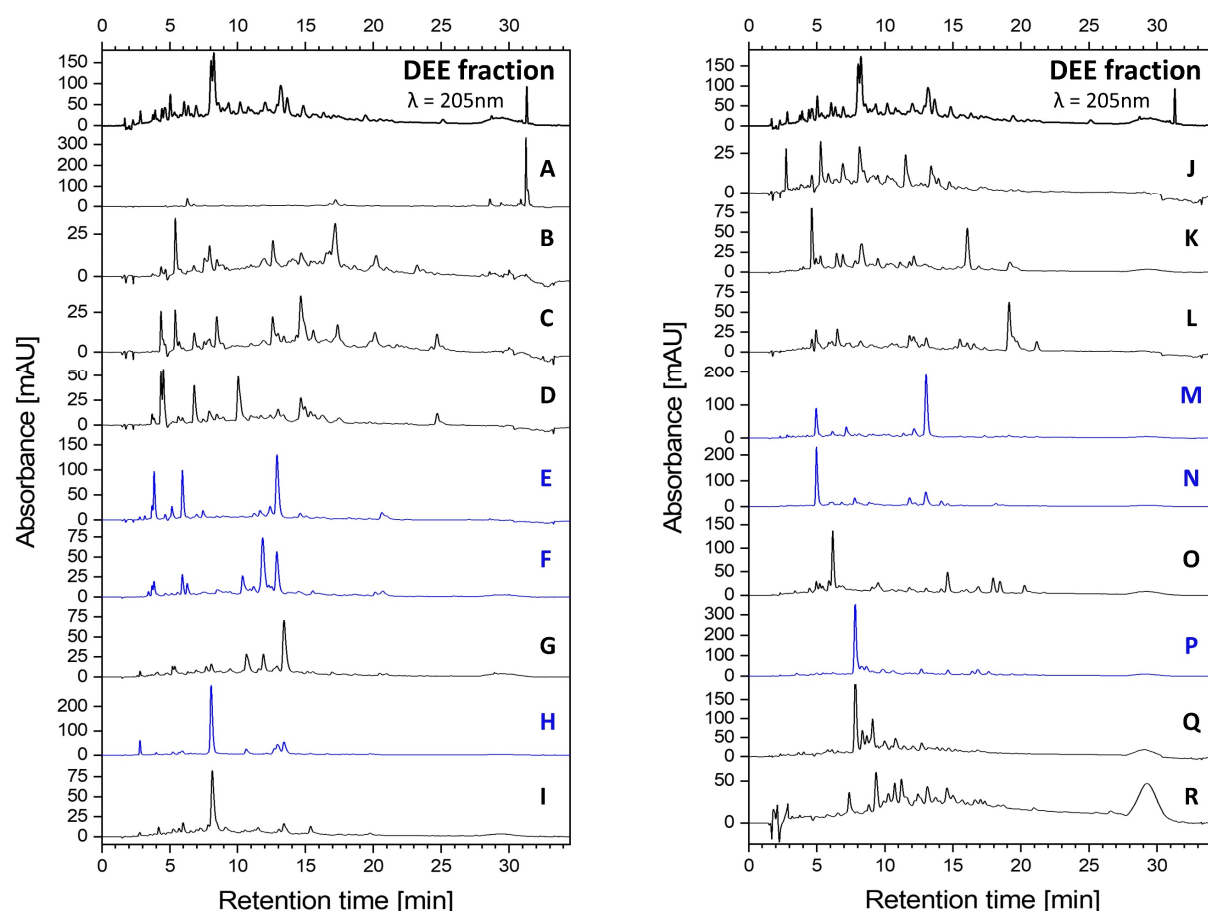 0 5 10 15 20 25 30
DEE fraction
λ = 205nm
150
100
50
0
300
200
100
0
A
25
0
B
25
0
C
50
25
0
D
150
100
50
0
E
75
50
25
0
F
75
50
25
0
G
200
100
0
H
75
50
25
0
I
0 5 10 15 20 25 30
Absorbance [mAU]
Retention time [min]
0 5 10 15 20 25 30
DEE fraction
λ = 205nm
150
100
50
0
25
0
J
75
50
25
0
K
75
50
25
0
L
200
100
0
M
200
100
0
N
150
100
50
0
O
300
200
100
0
P
150
100
50
0
Q
50
0
R
0 5 10 15 20 25 30
Absorbance [mAU]
Retention time [min]